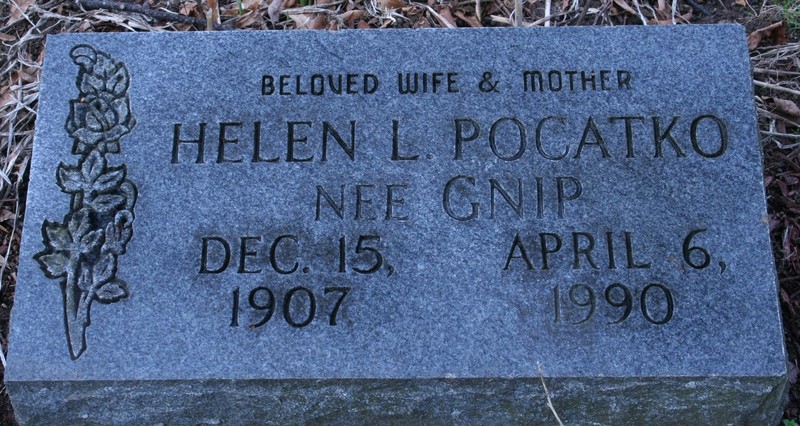 BELOVED WIFE & MOTHER
HELEN L. POCATKO
NEE GNIP
DEC. 15, APRIL 6,
1907 1990